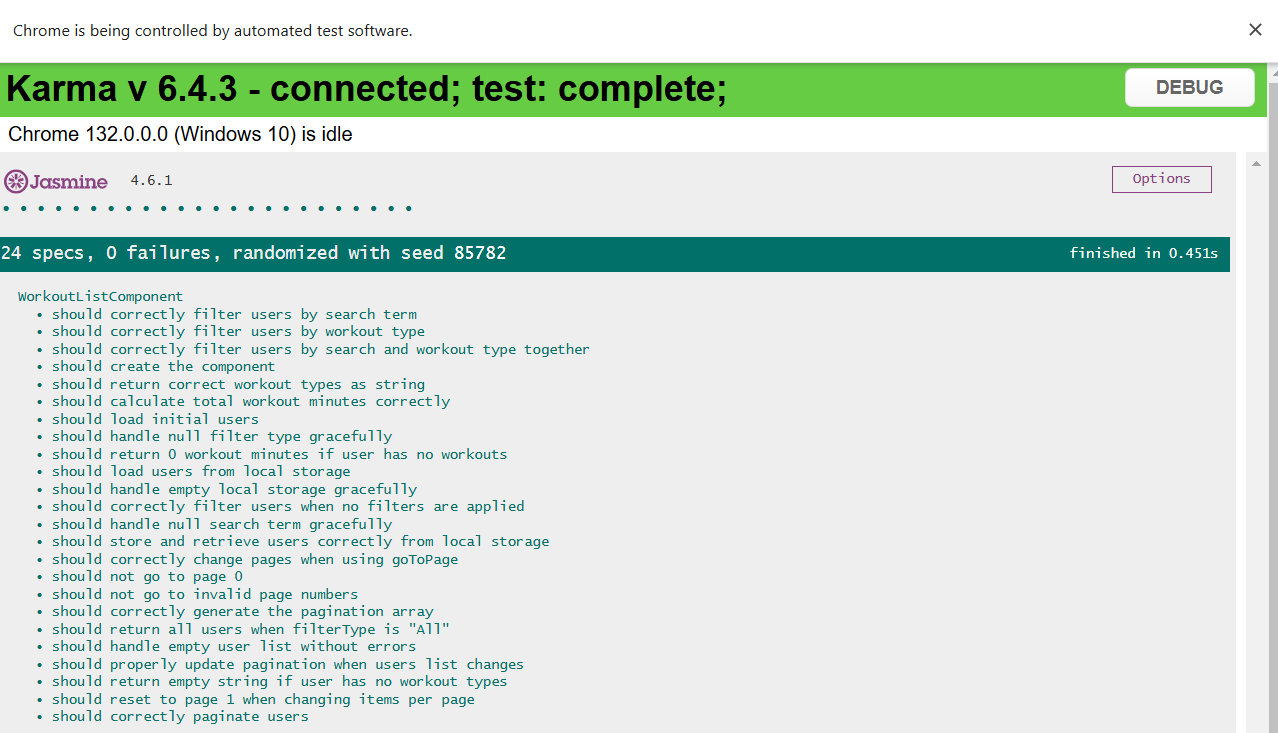 Chrome is being controlled by automated test software.
Karma v 6.4.3 - connected; test: complete;
DEBUG
Chrome 132.0.0.0 (Windows 10) is idle
Jasmine 4.6.1
Options
24 specs, 0 failures, randomized with seed 85782
finished in 0.451s
WorkoutListComponent
• should correctly filter users by search term
• should correctly filter users by workout type
• should correctly filter users by search and workout type together
• should create the component
• should return correct workout types as string
• should calculate total workout minutes correctly
• should load initial users
• should handle null filter type gracefully
• should return 0 workout minutes if user has no workouts
• should load users from local storage
• should handle empty local storage gracefully
• should correctly filter users when no filters are applied
• should handle null search term gracefully
• should store and retrieve users correctly from local storage
• should correctly change pages when using goToPage
• should not go to page 0
• should not go to invalid page numbers
• should correctly generate the pagination array
• should return all users when filterType is "All"
• should handle empty user list without errors
• should properly update pagination when users list changes
• should return empty string if user has no workout types
• should reset to page 1 when changing items per page
• should correctly paginate users